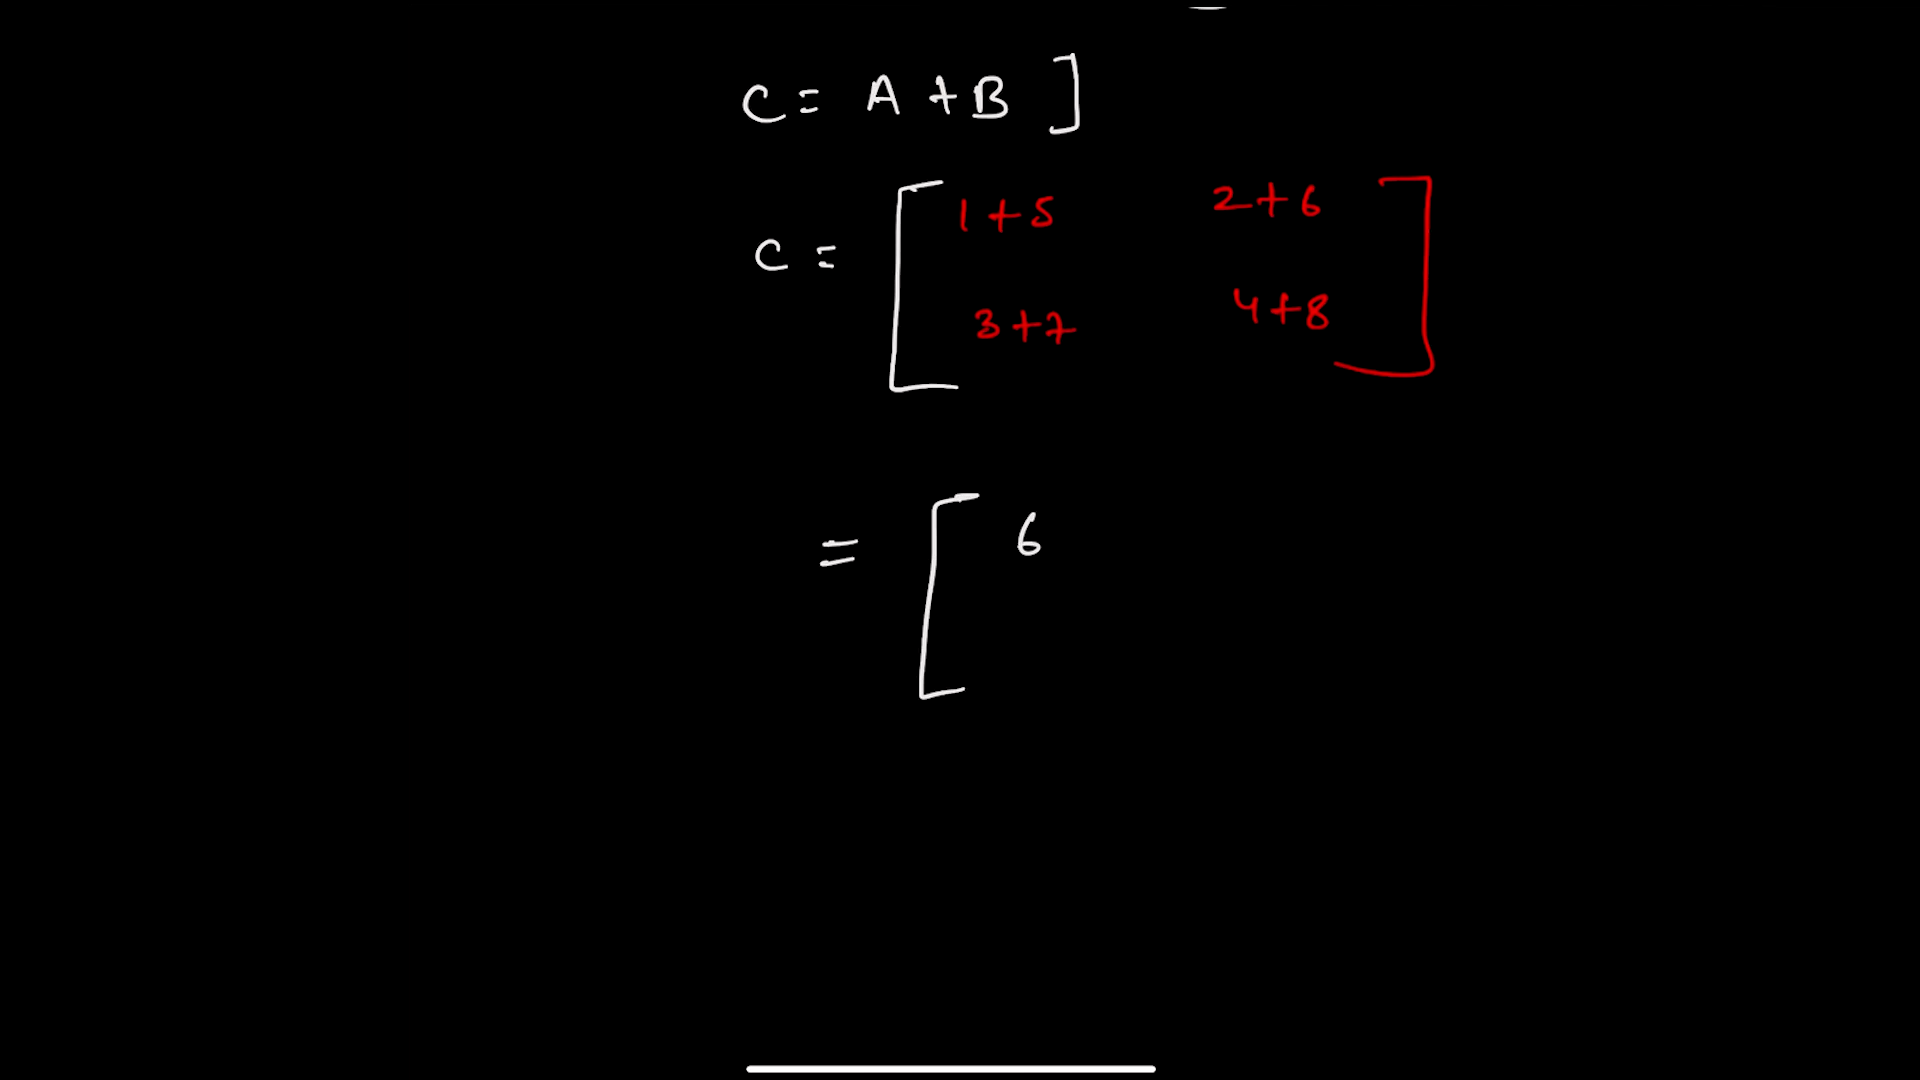 C = A + B ]
C = [ 1+5 2+6
3+7 4+8 ]
= [ 6